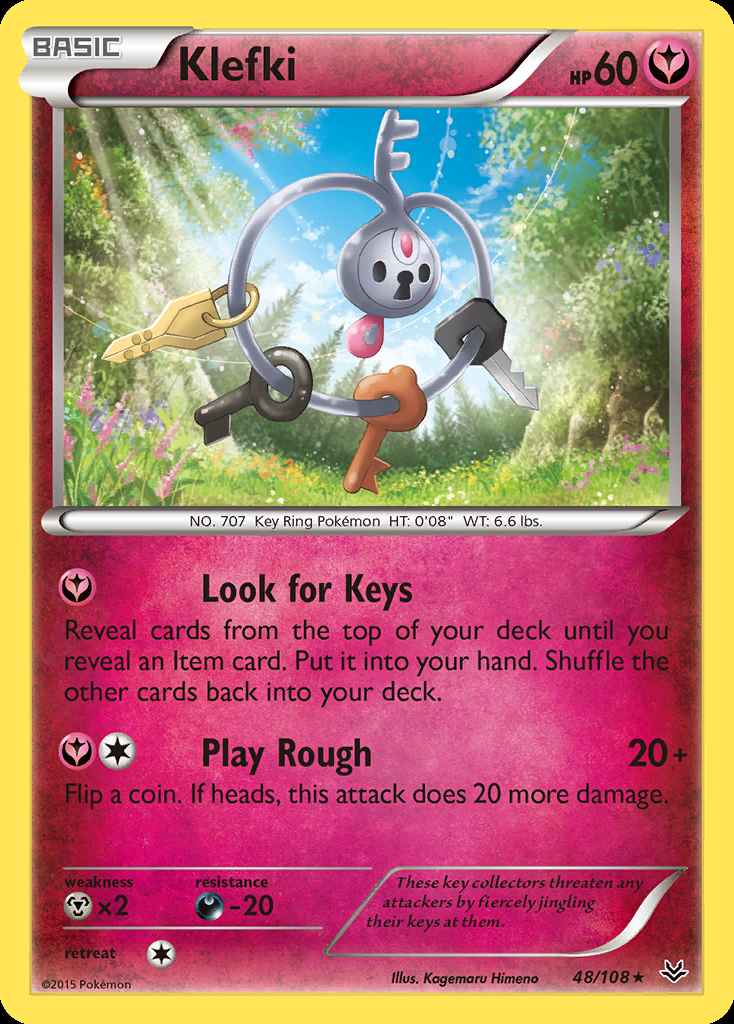 BASIC
Klefki
HP60
NO. 707 Key Ring Pokémon HT: 0'08" WT: 6.6 lbs.
Look for Keys
Reveal cards from the top of your deck until you
reveal an Item card. Put it into your hand. Shuffle the
other cards back into your deck.
Play Rough 20+
Flip a coin. If heads, this attack does 20 more damage.
weakness
×2
resistance
-20
These key collectors threaten any
attackers by fiercely jingling
their keys at them.
retreat
©2015 Pokémon
Illus. Kagemaru Himeno
48/108★